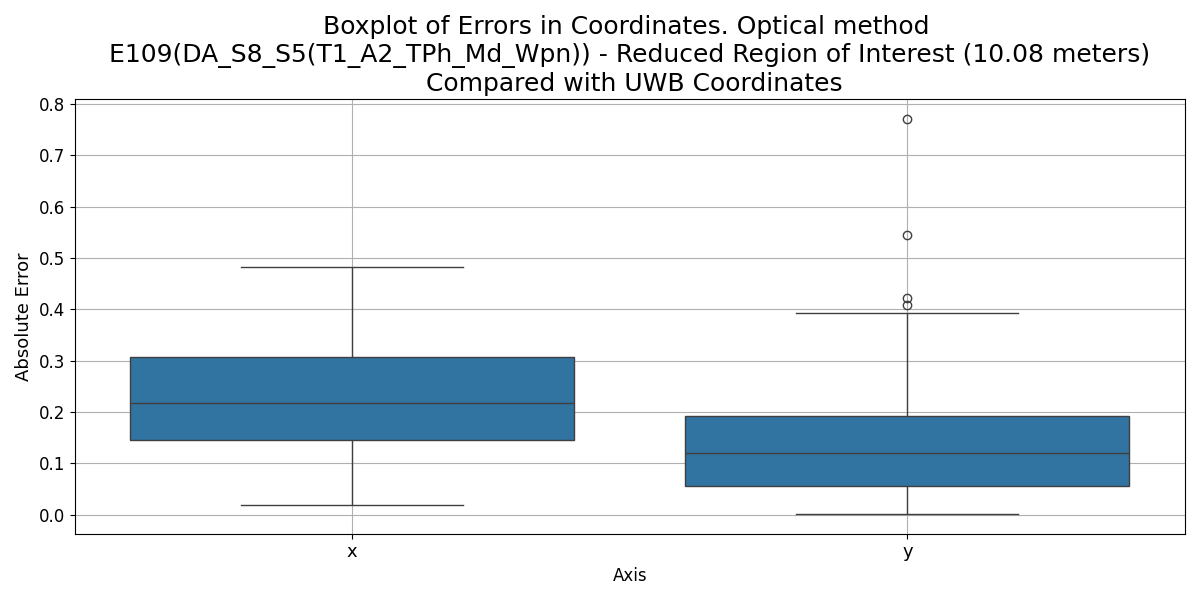 Boxplot of Errors in Coordinates. Optical method
E109(DA_S8_S5(T1_A2_TPh_Md_Wpn)) - Reduced Region of Interest (10.08 meters)
Compared with UWB Coordinates
0.8
0.7
0.6
0.5
0.4
0.3
0.2
0.1
0.0
Absolute Error
x
y
Axis